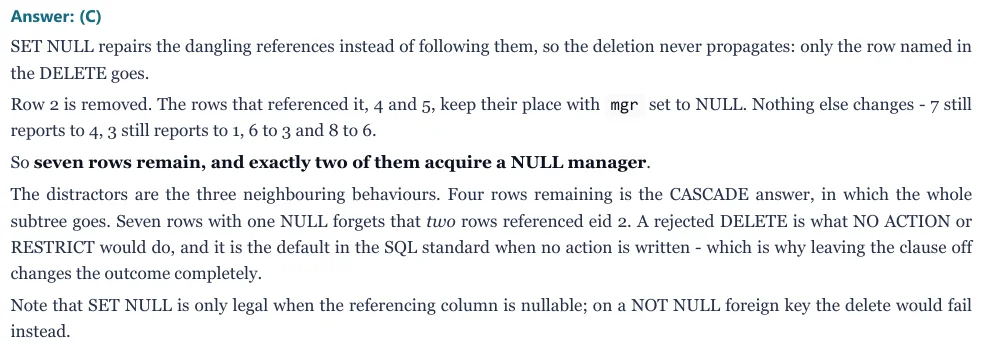 Answer: (C)
SET NULL repairs the dangling references instead of following them, so the deletion never propagates: only the row named in
the DELETE goes.
Row 2 is removed. The rows that referenced it, 4 and 5, keep their place with mgr set to NULL. Nothing else changes - 7 still
reports to 4, 3 still reports to 1, 6 to 3 and 8 to 6.
So seven rows remain, and exactly two of them acquire a NULL manager.
The distractors are the three neighbouring behaviours. Four rows remaining is the CASCADE answer, in which the whole
subtree goes. Seven rows with one NULL forgets that two rows referenced eid 2. A rejected DELETE is what NO ACTION or
RESTRICT would do, and it is the default in the SQL standard when no action is written - which is why leaving the clause off
changes the outcome completely.
Note that SET NULL is only legal when the referencing column is nullable; on a NOT NULL foreign key the delete would fail
instead.